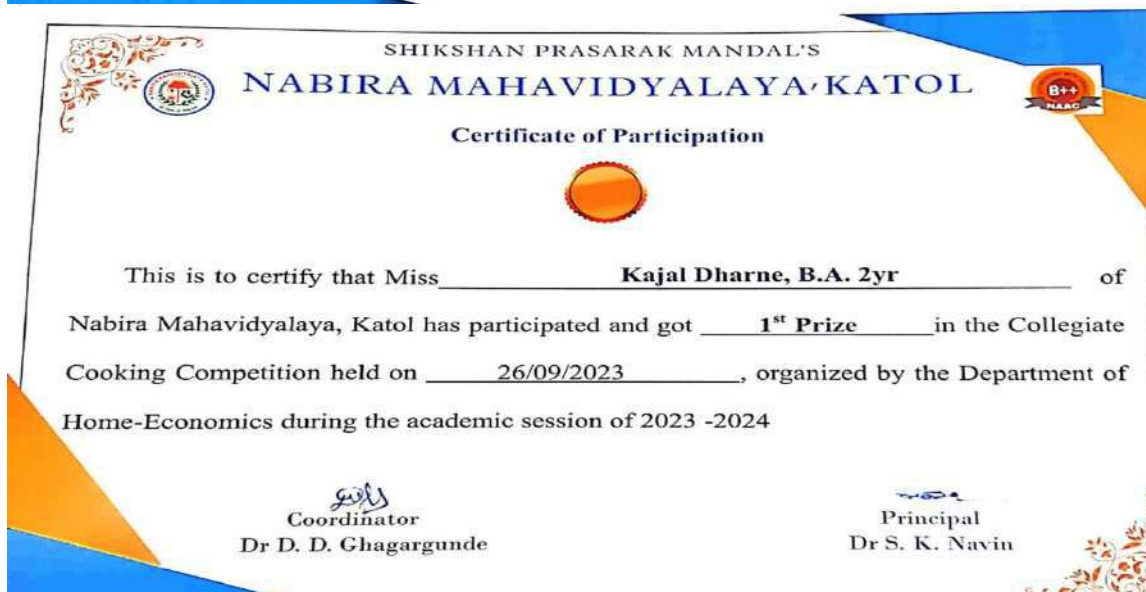 SHIKSHAN PRASARAK MANDAL'S
NABIRA MAHAVIDYALAYA, KATOL
B++
NAAC
Certificate of Participation
This is to certify that Miss Kajal Dharne, B.A. 2yr of
Nabira Mahavidyalaya, Katol has participated and got 1st Prize in the Collegiate
Cooking Competition held on 26/09/2023, organized by the Department of
Home-Economics during the academic session of 2023 -2024
Coordinator
Dr D. D. Ghagargunde
Principal
Dr S. K. Navin